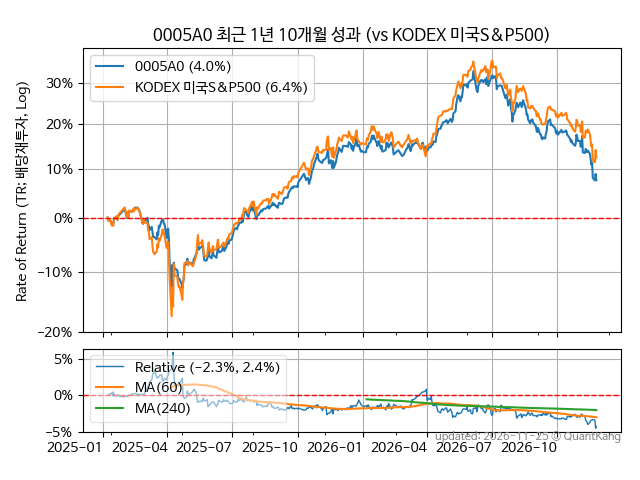 0005A0 최근 1년 10개월 성과 (vs KODEX 미국S&P500)
0005A0 (4.0%)
KODEX 미국S&P500 (6.4%)
Rate of Return (TR; 배당재투자, Log)
30%
20%
10%
0%
−10%
−20%
Relative (−2.3%, 2.4%)
MA(60)
MA(240)
5%
0%
−5%
2025-01 2025-04 2025-07 2025-10 2026-01 2026-04 2026-07 2026-10
updated: 2026-11-25 © QuantKang